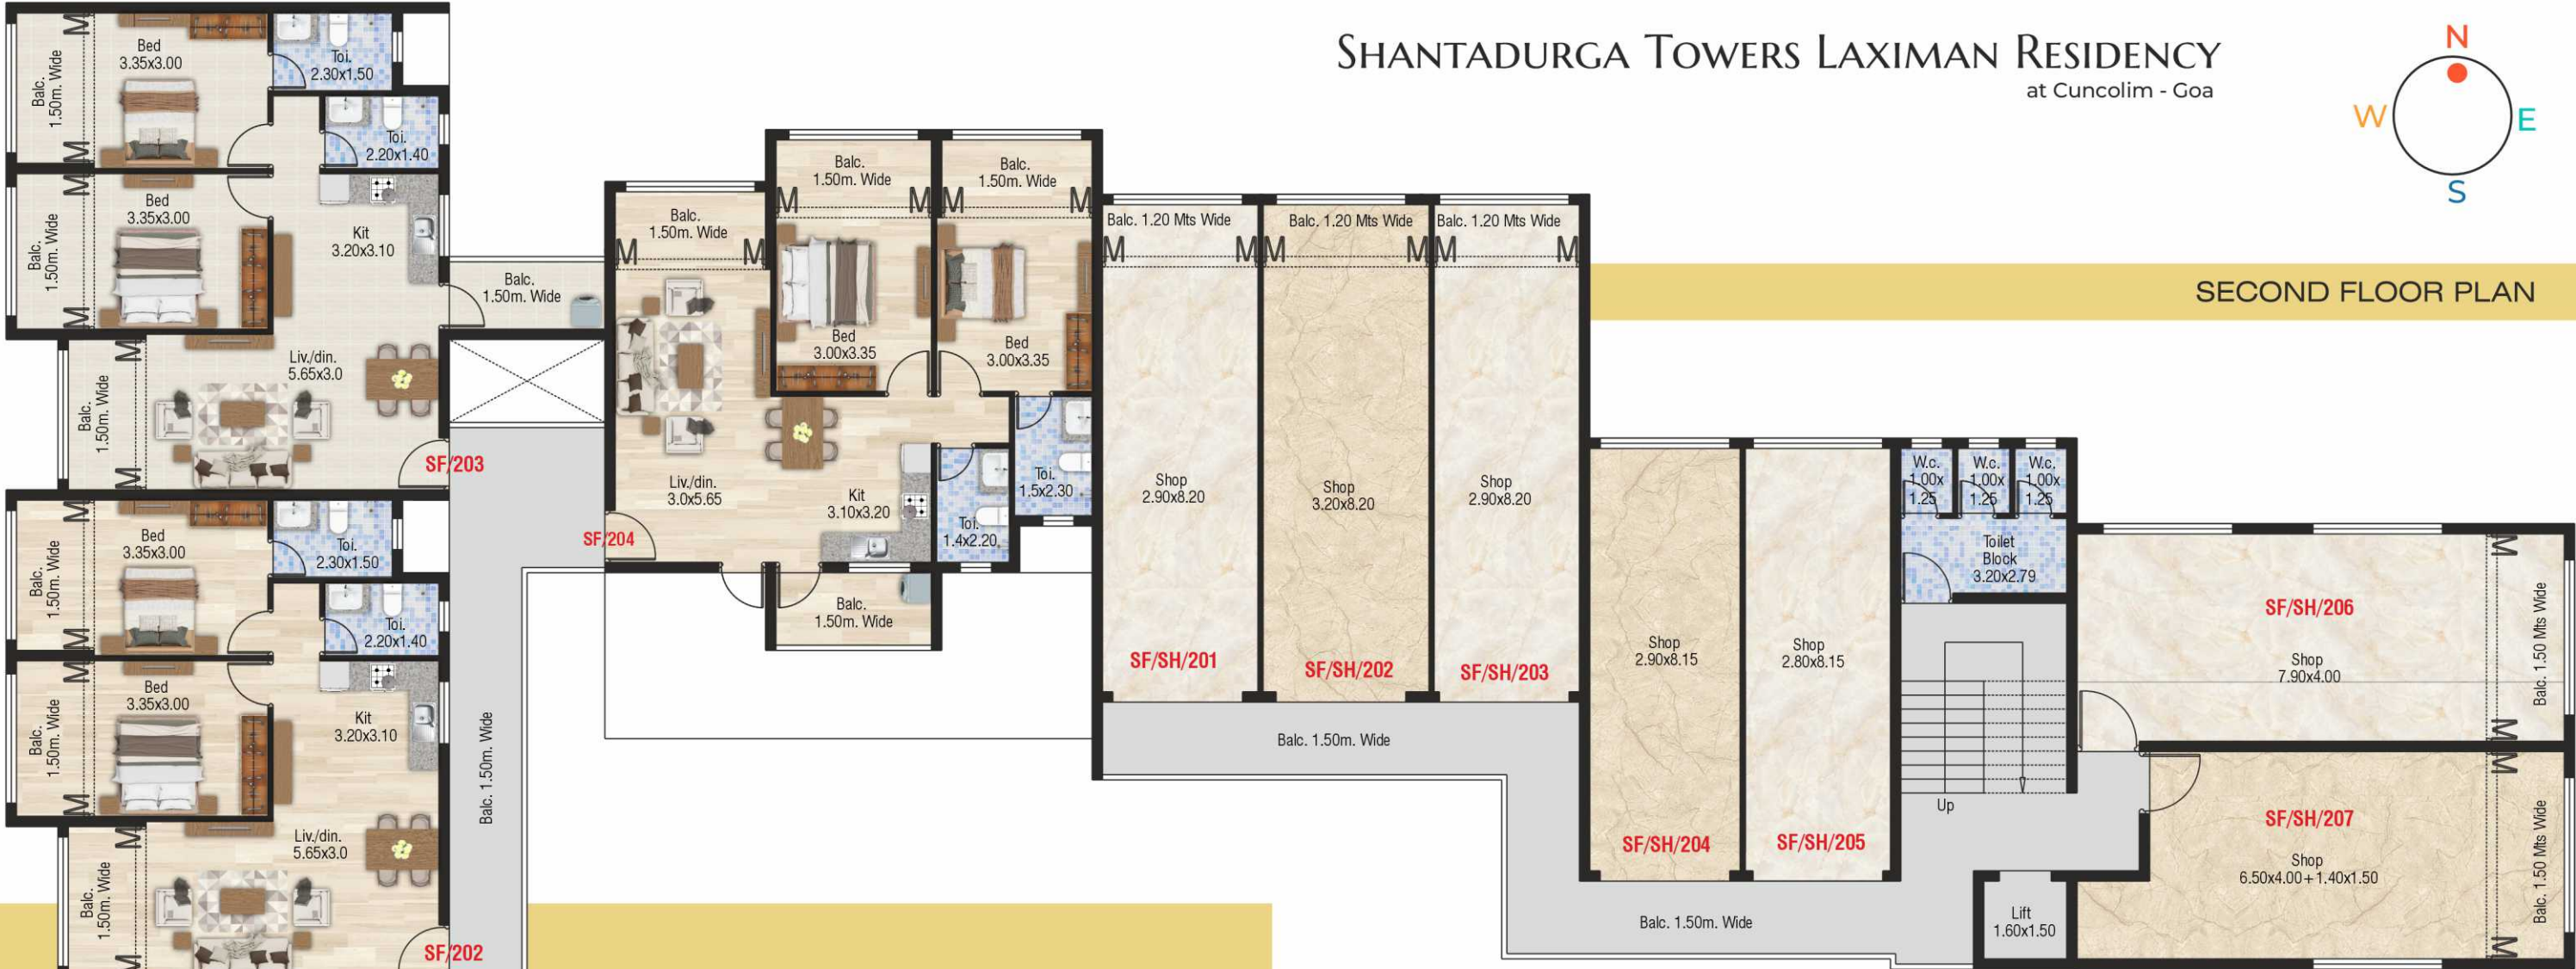 SHANTADURGA TOWERS LAXIMAN RESIDENCY
at Cuncolim - Goa
N
W
E
S
SECOND FLOOR PLAN
Balc.
1.50m. Wide
Bed
3.35x3.00
Toi.
2.30x1.50
Toi.
2.20x1.40
Balc.
1.50m. Wide
Bed
3.35x3.00
Kit
3.20x3.10
Balc.
1.50m. Wide
Balc.
1.50m. Wide
Liv./din.
5.65x3.0
SF/203
Balc.
1.50m. Wide
Bed
3.35x3.00
Toi.
2.30x1.50
Toi.
2.20x1.40
Balc.
1.50m. Wide
Bed
3.35x3.00
Kit
3.20x3.10
Balc.
1.50m. Wide
Liv./din.
5.65x3.0
SF/202
Balc. 1.50m. Wide
Balc.
1.50m. Wide
Balc.
1.50m. Wide
Balc.
1.50m. Wide
Bed
3.00x3.35
Bed
3.00x3.35
Liv./din.
3.0x5.65
Kit
3.10x3.20
Toi.
1.5x2.30
Toi.
1.4x2.20
SF/204
Balc.
1.50m. Wide
Balc. 1.20 Mts Wide
Shop
2.90x8.20
SF/SH/201
Balc. 1.20 Mts Wide
Shop
3.20x8.20
SF/SH/202
Balc. 1.20 Mts Wide
Shop
2.90x8.20
SF/SH/203
Balc. 1.50m. Wide
Shop
2.90x8.15
SF/SH/204
Shop
2.80x8.15
SF/SH/205
Balc. 1.50m. Wide
W.c.
1.00x
1.25
W.c.
1.00x
1.25
W.c.
1.00x
1.25
Toilet
Block
3.20x2.79
Up
Lift
1.60x1.50
SF/SH/206
Shop
7.90x4.00
Balc. 1.50 Mts Wide
SF/SH/207
Shop
6.50x4.00+1.40x1.50
Balc. 1.50 Mts Wide